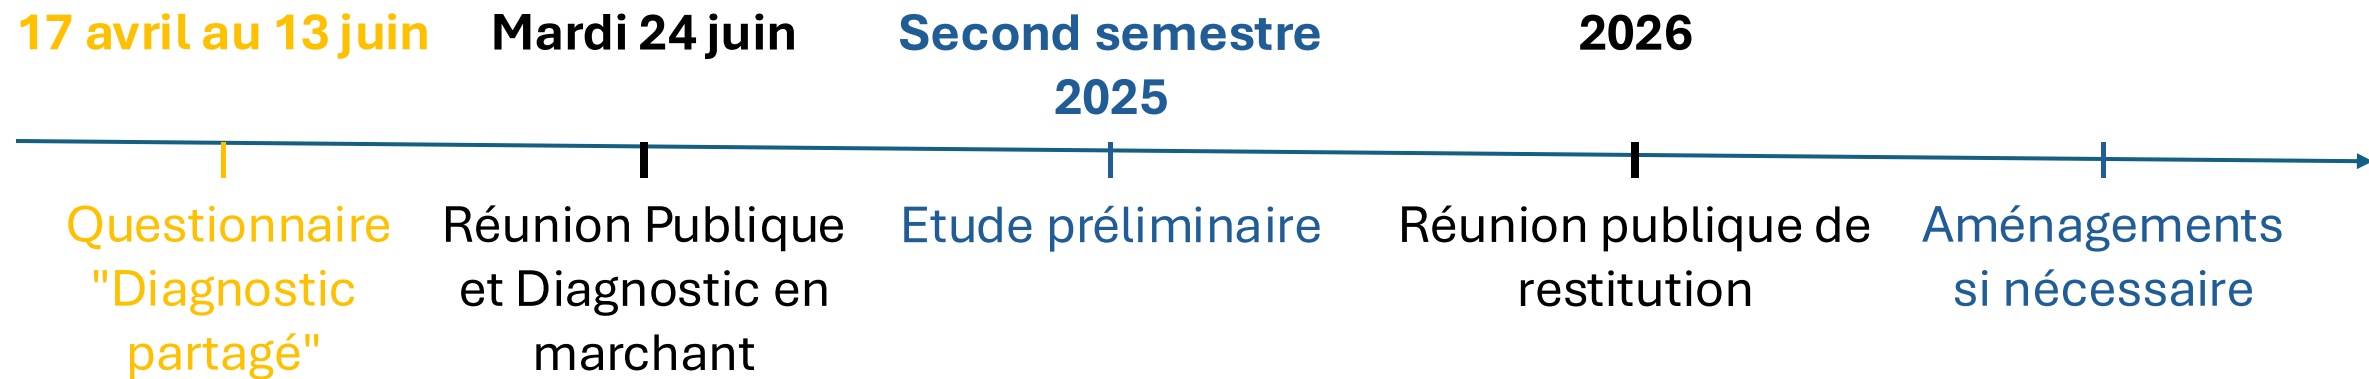 17 avril au 13 juin
Mardi 24 juin
Second semestre
2025
2026
Questionnaire
"Diagnostic
partagé"
Réunion Publique
et Diagnostic en
marchant
Etude préliminaire
Réunion publique de
restitution
Aménagements
si nécessaire